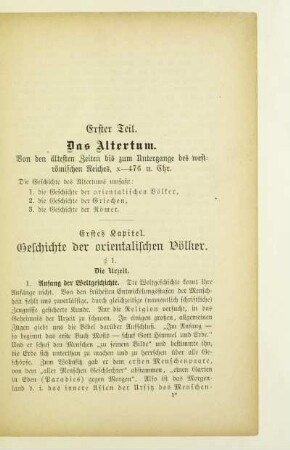 Erster Teil.
Das Altertum.
Von den ältesten Zeiten bis zum Untergange des west-
römischen Reiches, x—476 n. Chr.
Die Geschichte des Altertums umfaßt:
1. die Geschichte der orientalischen Völker,
2. die Geschichte der Griechen,
3. die Geschichte der Römer.
Erstes Kapitel.
Geschichte der orientalischen Völker.
§ 1.
Die Urzeit.
1. Anfang der Weltgeschichte. Die Weltgeschichte kennt ihre
Anfänge nicht. Von den frühesten Entwickelungsstufen der Mensch-
heit fehlt uns zuverlässige, durch gleichzeitige (namentlich schriftliche)
Zeugnisse gesicherte Kunde. Nur die Religion versucht, in das
Geheimnis der Urzeit zu schauen. In einigen großen, allgemeinen
Zügen giebt uns die Bibel darüber Aufschluß. „Im Anfang —
so beginnt das erste Buch Mosis — schuf Gott Himmel und Erde.“
Und er schuf den Menschen „zu seinem Bilde“ und bestimmte ihn,
die Erde sich unterthan zu machen und zu herrschen über alle Ge-
schöpfe. Wohnsitz gab er dem ersten Menschenpaare,
von dem „aller Menschen Geschlechter“ abstammen, „einen Garten
in Eden (Paradies) gegen Morgen“. Also ist das Morgen-
land d. i. das innere Asien der Ursitz des Menschen-
1*